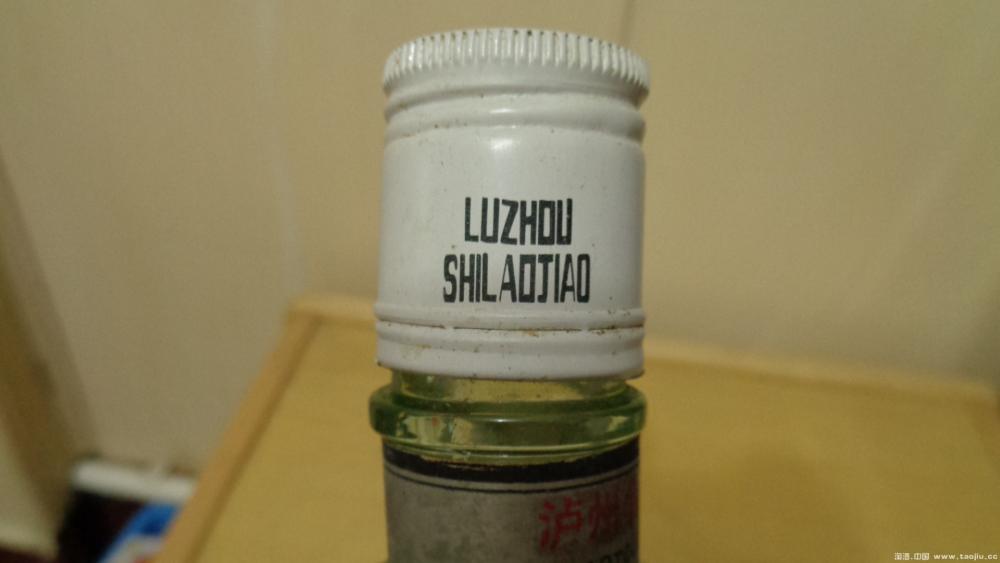 LUZHOU
SHILAOJIAO
泸州
淘酒.中国 www.taojiu.cc